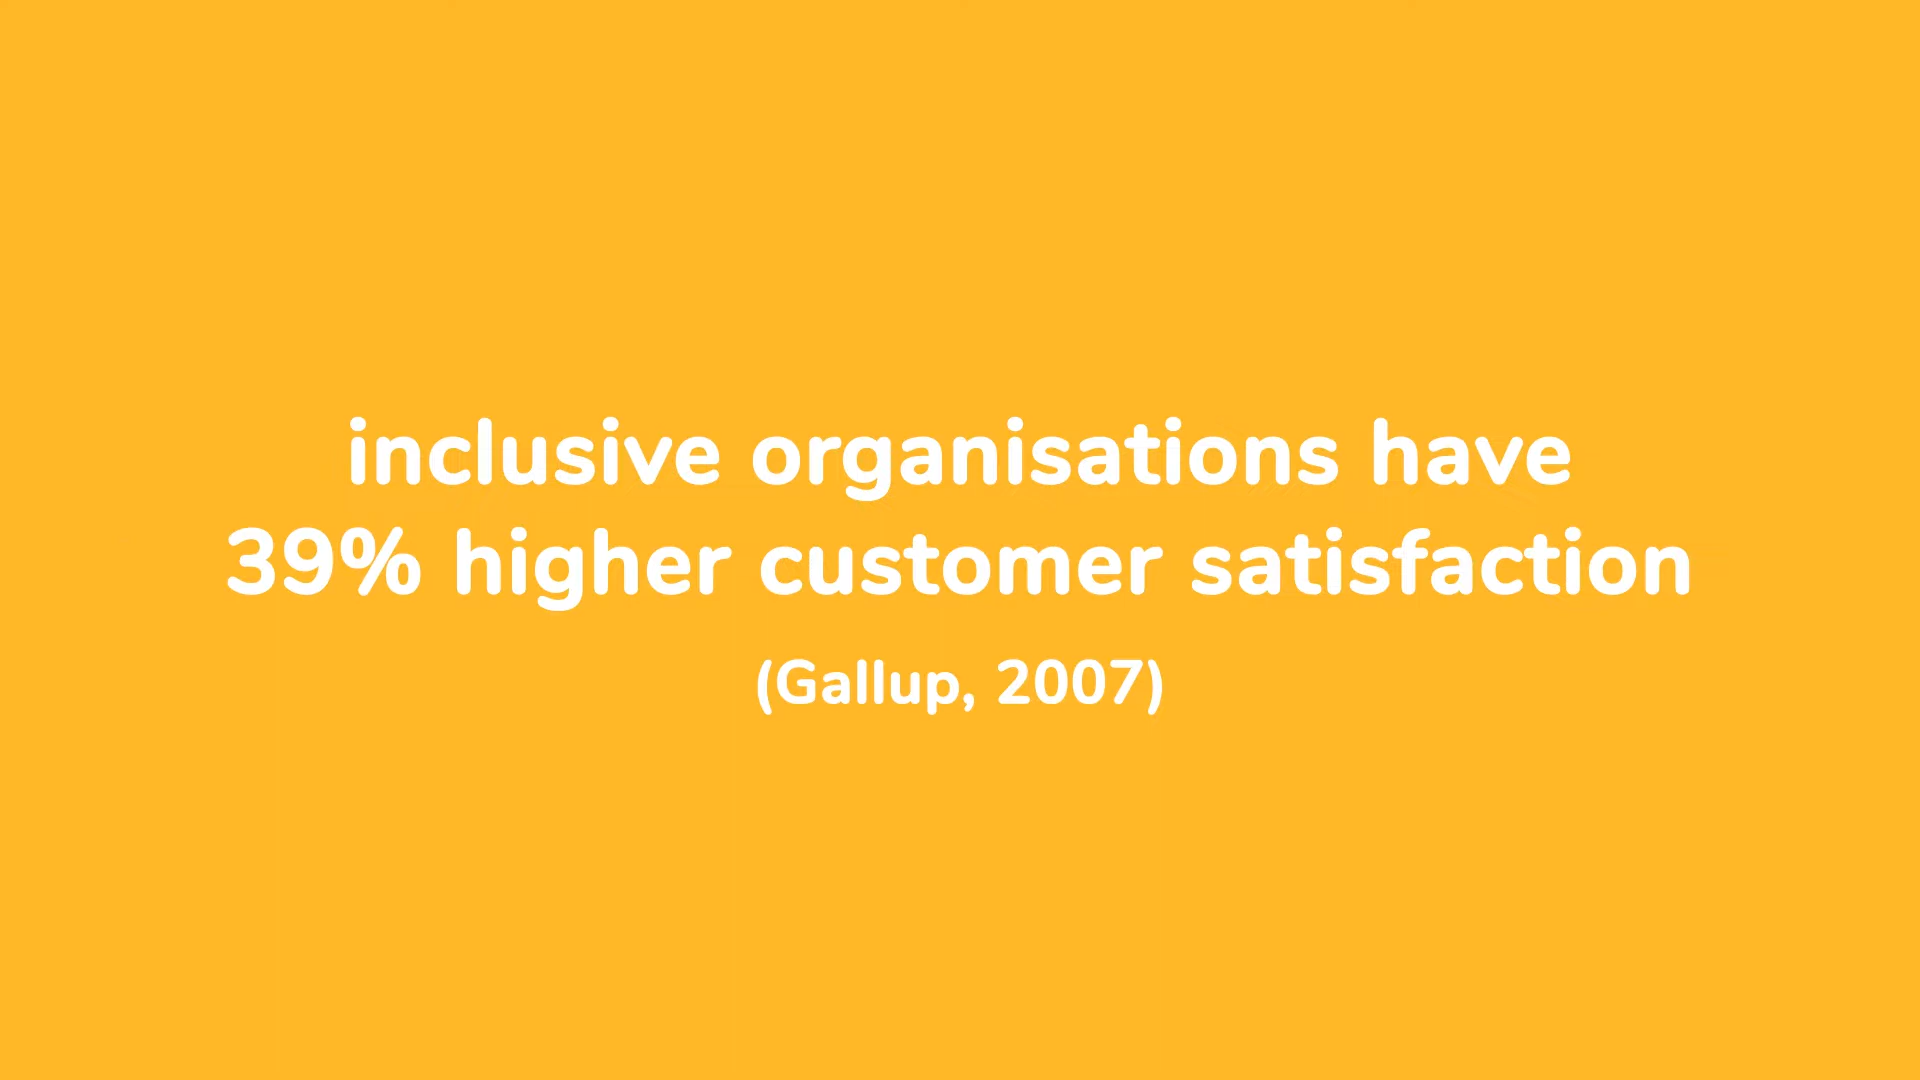 inclusive organisations have
39% higher customer satisfaction
(Gallup, 2007)